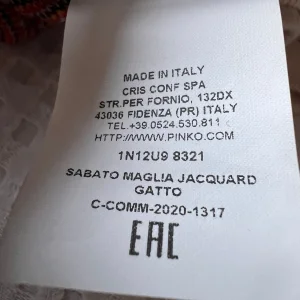 MADE IN ITALY
CRIS CONF SPA
STR.PER FORNIO, 132DX
43036 FIDENZA (PR) ITALY
TEL.+39.0524.530.811
HTTP://WWW.PINKO.COM
1N12U9 8321
SABATO MAGLIA JACQUARD
GATTO
C-COMM-2020-1317
EAC